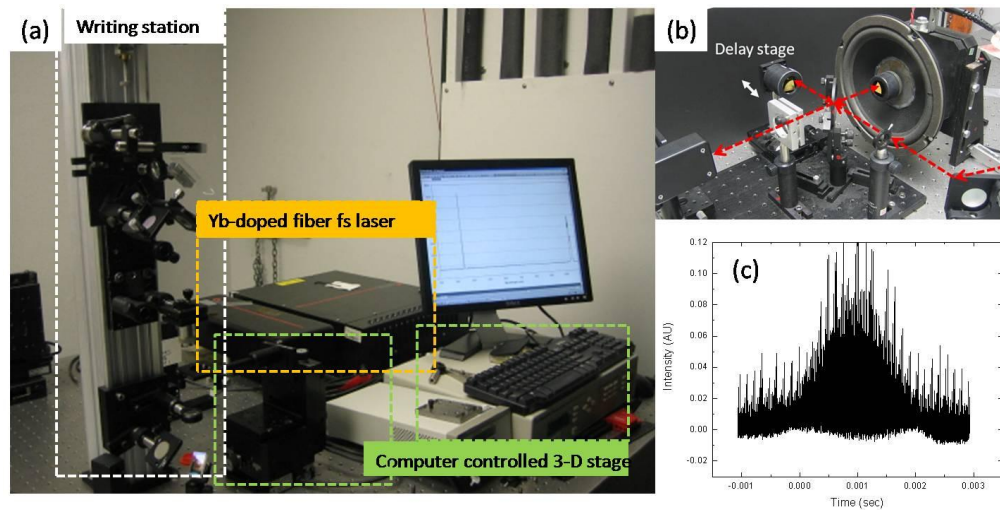 (a)
Writing station
Yb-doped fiber fs laser
Computer controlled 3-D stage
(b)
Delay stage
(c)
0.12
0.10
0.08
0.06
0.04
0.02
0.00
-0.02
Intensity (AU)
-0.001 0.000 0.001 0.002 0.003
Time (sec)